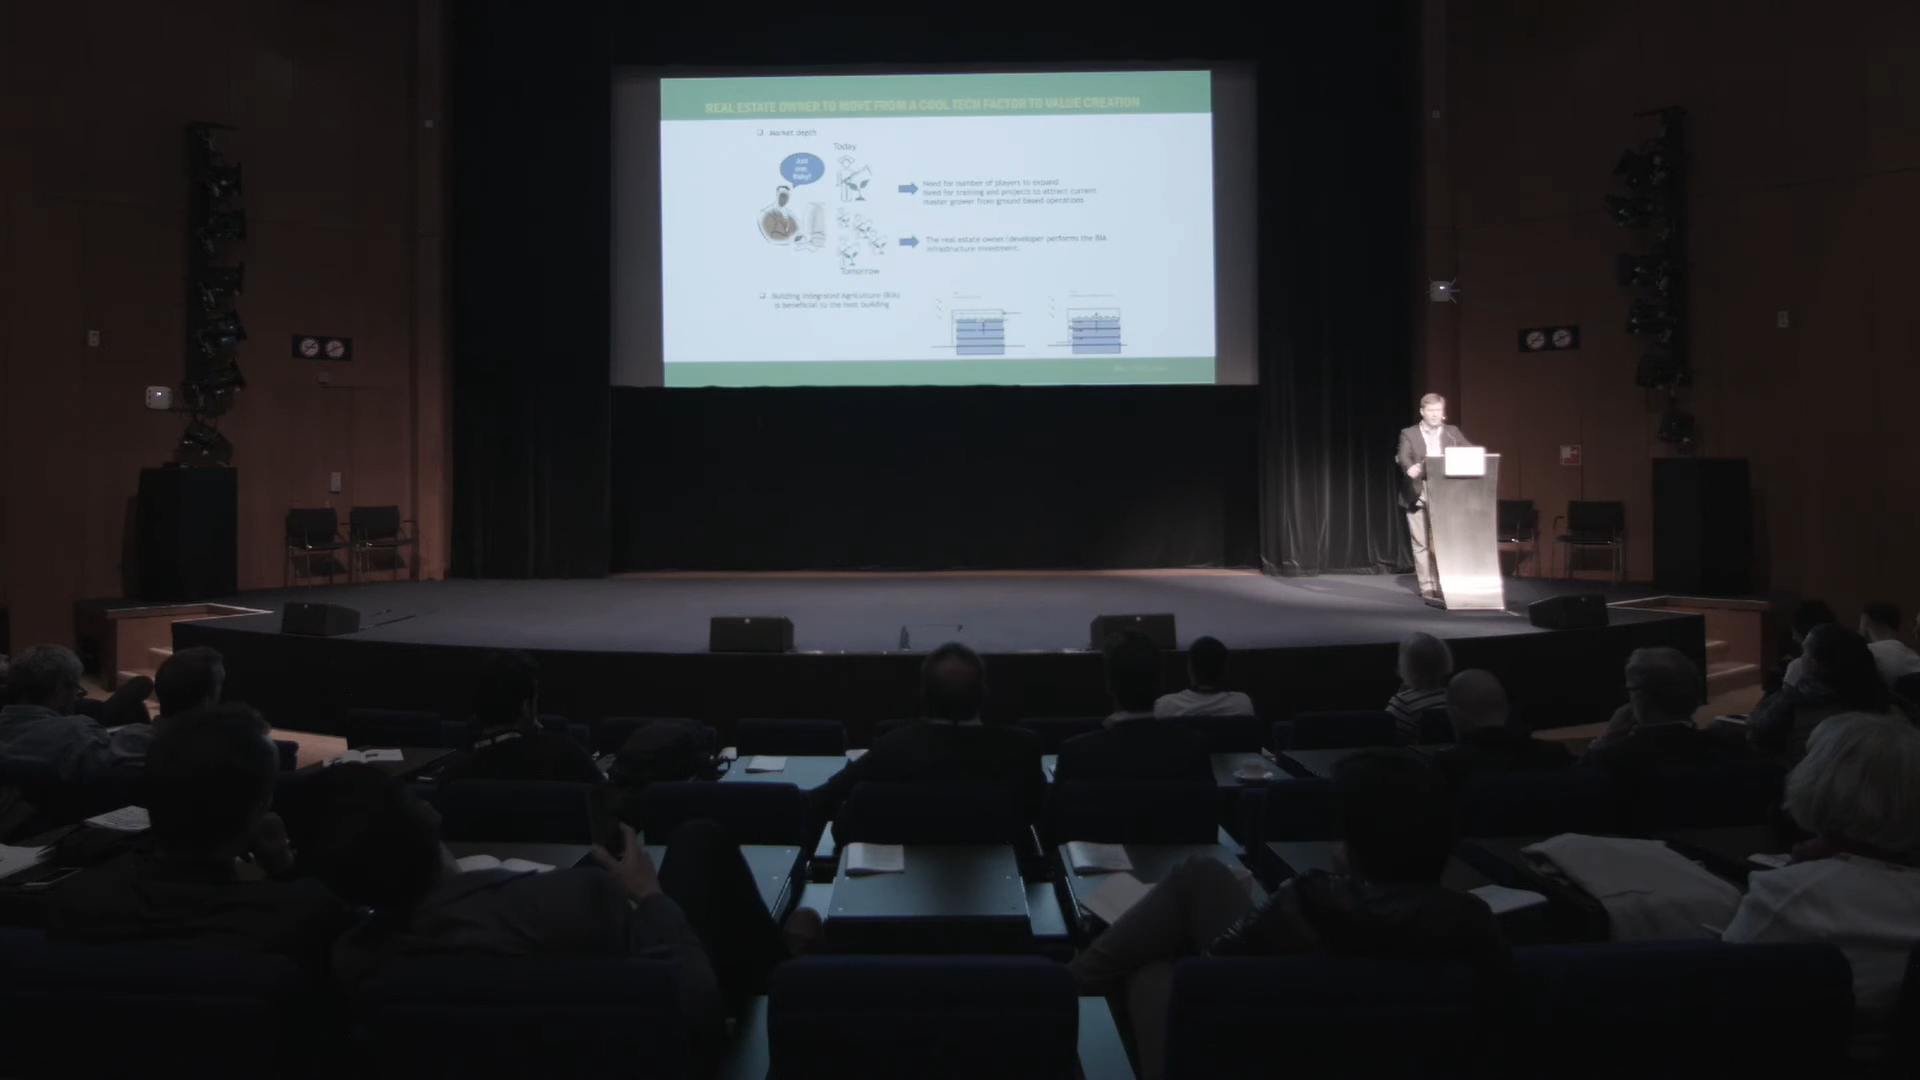 REAL ESTATE OWNER TO MOVE FROM A COOL TECH FACTOR TO VALUE CREATION
Market depth
Today
Just
one.
Risky!
Need for number of players to expand
Need for training and projects to attract current
master grower from ground based operations
The real estate owner/developer performs the BIA
infrastructure investment.
Tomorrow
Building Integrated Agriculture (BIA)
is beneficial to the host building